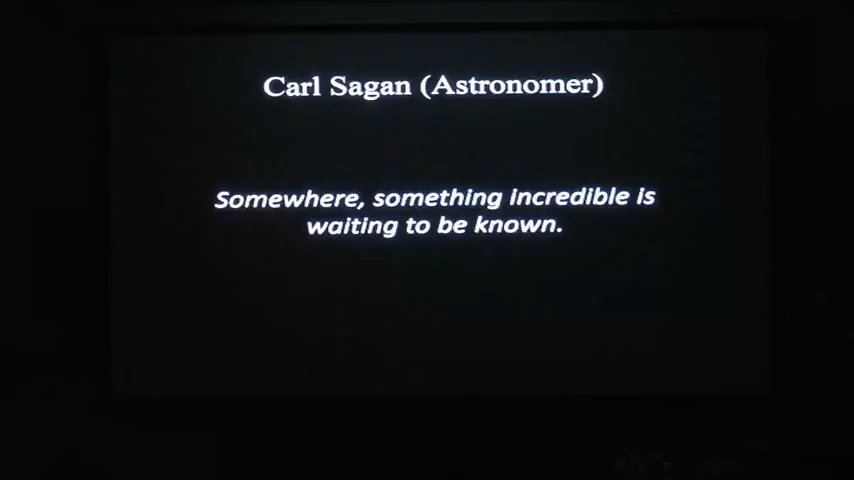 Carl Sagan (Astronomer)
Somewhere, something incredible is
waiting to be known.